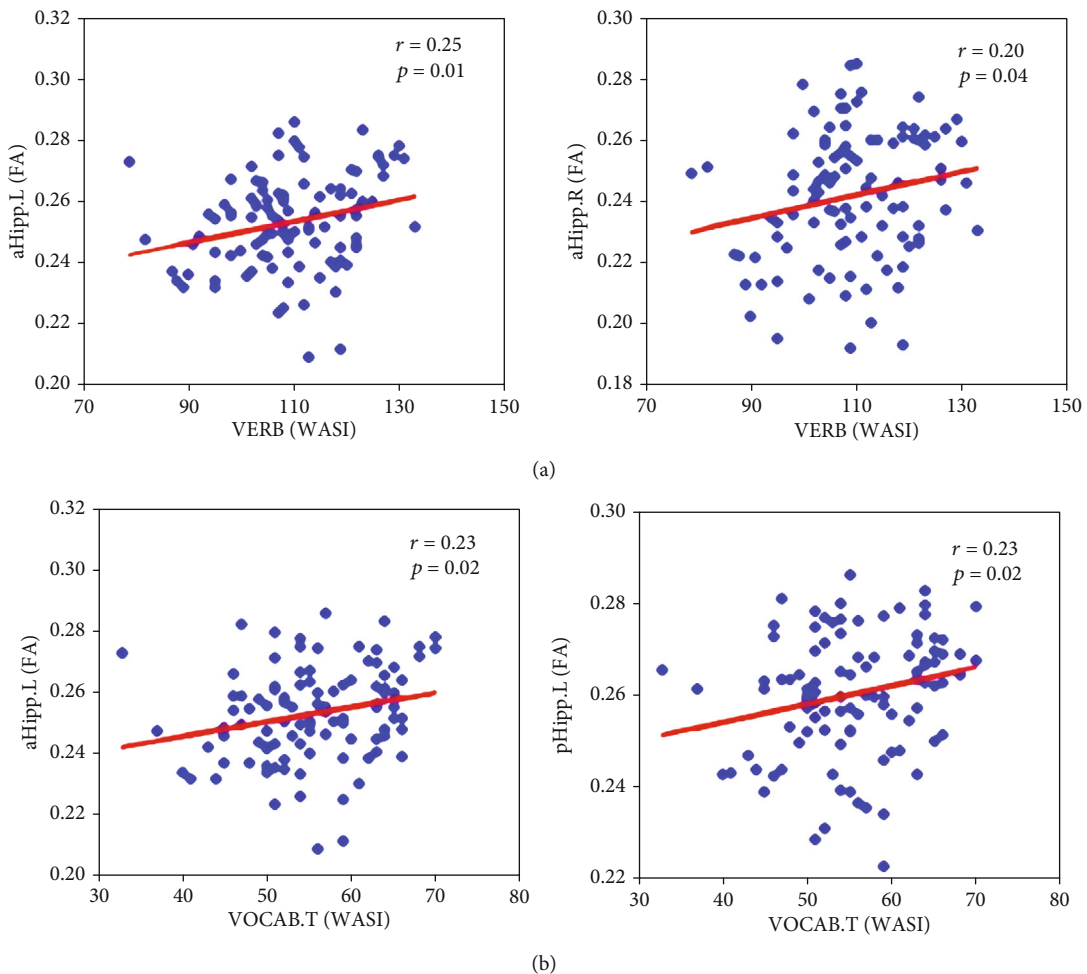 0.32
0.30
0.28
0.26
0.24
0.22
0.20
aHipp.L (FA)
r = 0.25
p = 0.01
70
90
110
130
150
VERB (WASI)
0.30
0.28
0.26
0.24
0.22
0.20
0.18
aHipp.R (FA)
r = 0.20
p = 0.04
70
90
110
130
150
VERB (WASI)
(a)
0.32
0.30
0.28
0.26
0.24
0.22
0.20
aHipp.L (FA)
r = 0.23
p = 0.02
30
40
50
60
70
80
VOCAB.T (WASI)
0.30
0.28
0.26
0.24
0.22
pHipp.L (FA)
r = 0.23
p = 0.02
30
40
50
60
70
80
VOCAB.T (WASI)
(b)